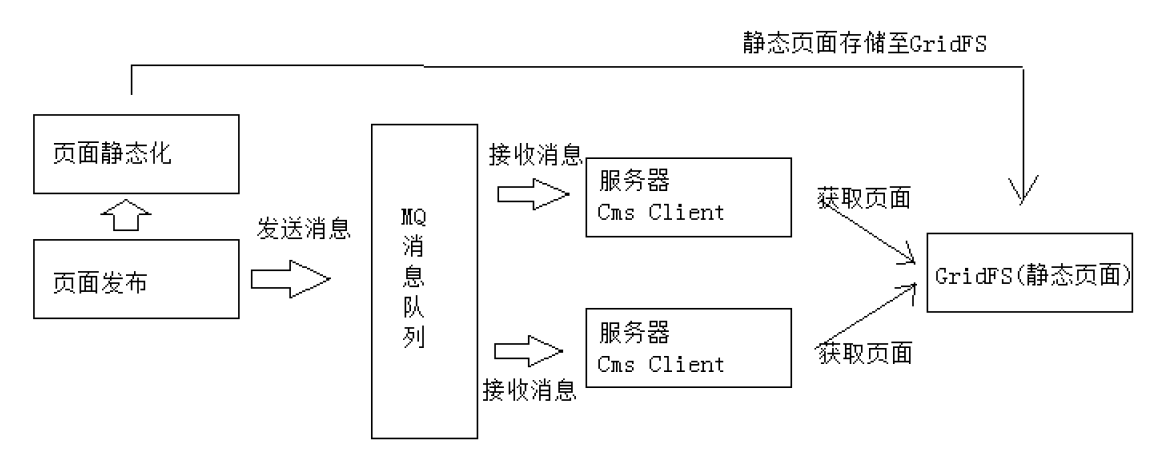 静态页面存储至GridFS
页面静态化
页面发布
发送消息
MQ
消
息
队
列
接收消息
服务器
Cms Client
获取页面
接收消息
服务器
Cms Client
获取页面
GridFS(静态页面)